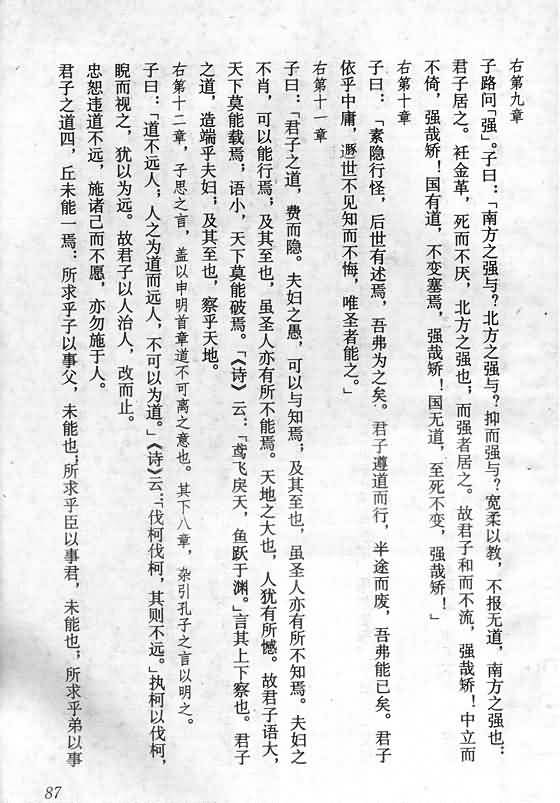 右第九章
子路问「强」。子曰：「南方之强与？北方之强与？抑而强与？宽柔以教，不报无道，南方之强也：
君子居之。衽金革，死而不厌，北方之强也；而强者居之。故君子和而不流，强哉矫！中立而
不倚，强哉矫！国有道，不变塞焉，强哉矫！国无道，至死不变，强哉矫！」
右第十章
子曰：「素隐行怪，后世有述焉，吾弗为之矣。君子遵道而行，半途而废，吾弗能已矣。君子
依乎中庸，遯世不见知而不悔，唯圣者能之。」
右第十一章
子曰：「君子之道，费而隐。夫妇之愚，可以与知焉；及其至也，虽圣人亦有所不知焉。夫妇之
不肖，可以能行焉；及其至也，虽圣人亦有所不能焉。天地之大也，人犹有所憾。故君子语大，
天下莫能载焉；语小，天下莫能破焉。「《诗》云：「鸢飞戾天，鱼跃于渊。」言其上下察也。君子
之道，造端乎夫妇；及其至也，察乎天地。
右第十二章，子思之言，盖以申明首章道不可离之意也。其下八章，杂引孔子之言以明之。
子曰：「道不远人；人之为道而远人，不可以为道。」《诗》云：「伐柯伐柯，其则不远。」执柯以伐柯，
睨而视之，犹以为远。故君子以人治人，改而止。
忠恕违道不远，施诸己而不愿，亦勿施于人。
君子之道四，丘未能一焉：所求乎子以事父，未能也；所求乎臣以事君，未能也；所求乎弟以事
87